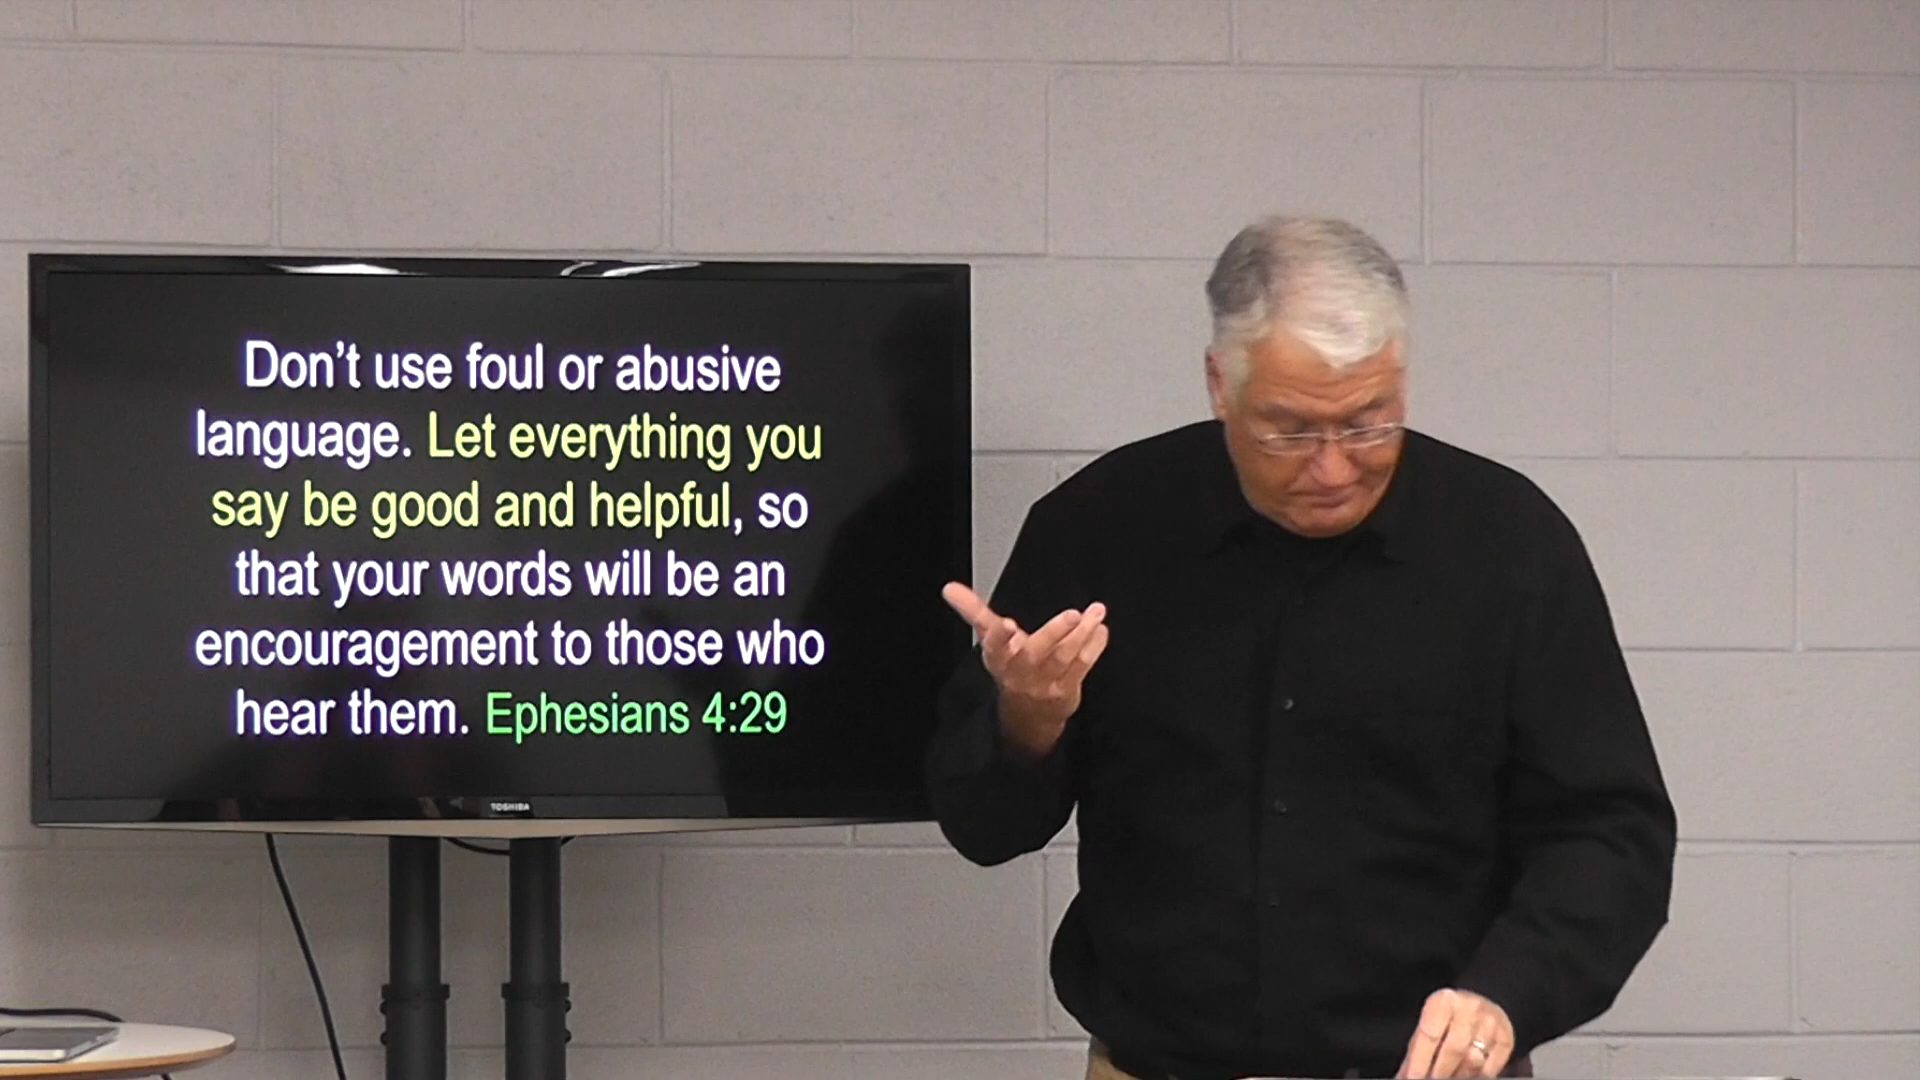 Don't use foul or abusive
language. Let everything you
say be good and helpful, so
that your words will be an
encouragement to those who
hear them. Ephesians 4:29
TOSHIBA